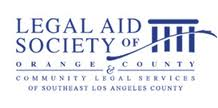 LEGAL AID
SOCIETY OF
ORANGE COUNTY
&
COMMUNITY LEGAL SERVICES
OF SOUTHEAST LOS ANGELES COUNTY